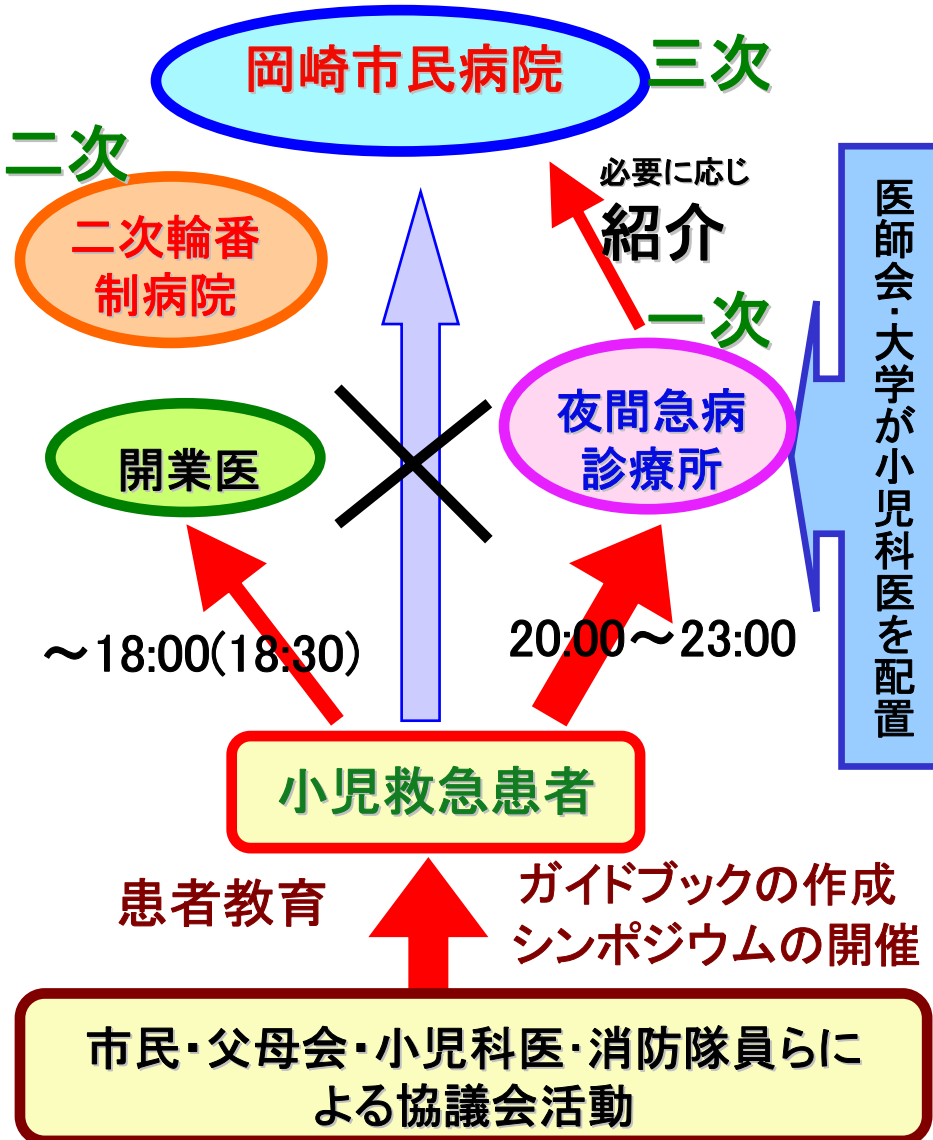 岡崎市民病院
三次
二次
二次輪番
制病院
必要に応じ
紹介
一次
夜間急病
診療所
医師会・大学が小児科医を配置
開業医
～18:00(18:30)
20:00～23:00
小児救急患者
患者教育
ガイドブックの作成
シンポジウムの開催
市民・父母会・小児科医・消防隊員らに
よる協議会活動